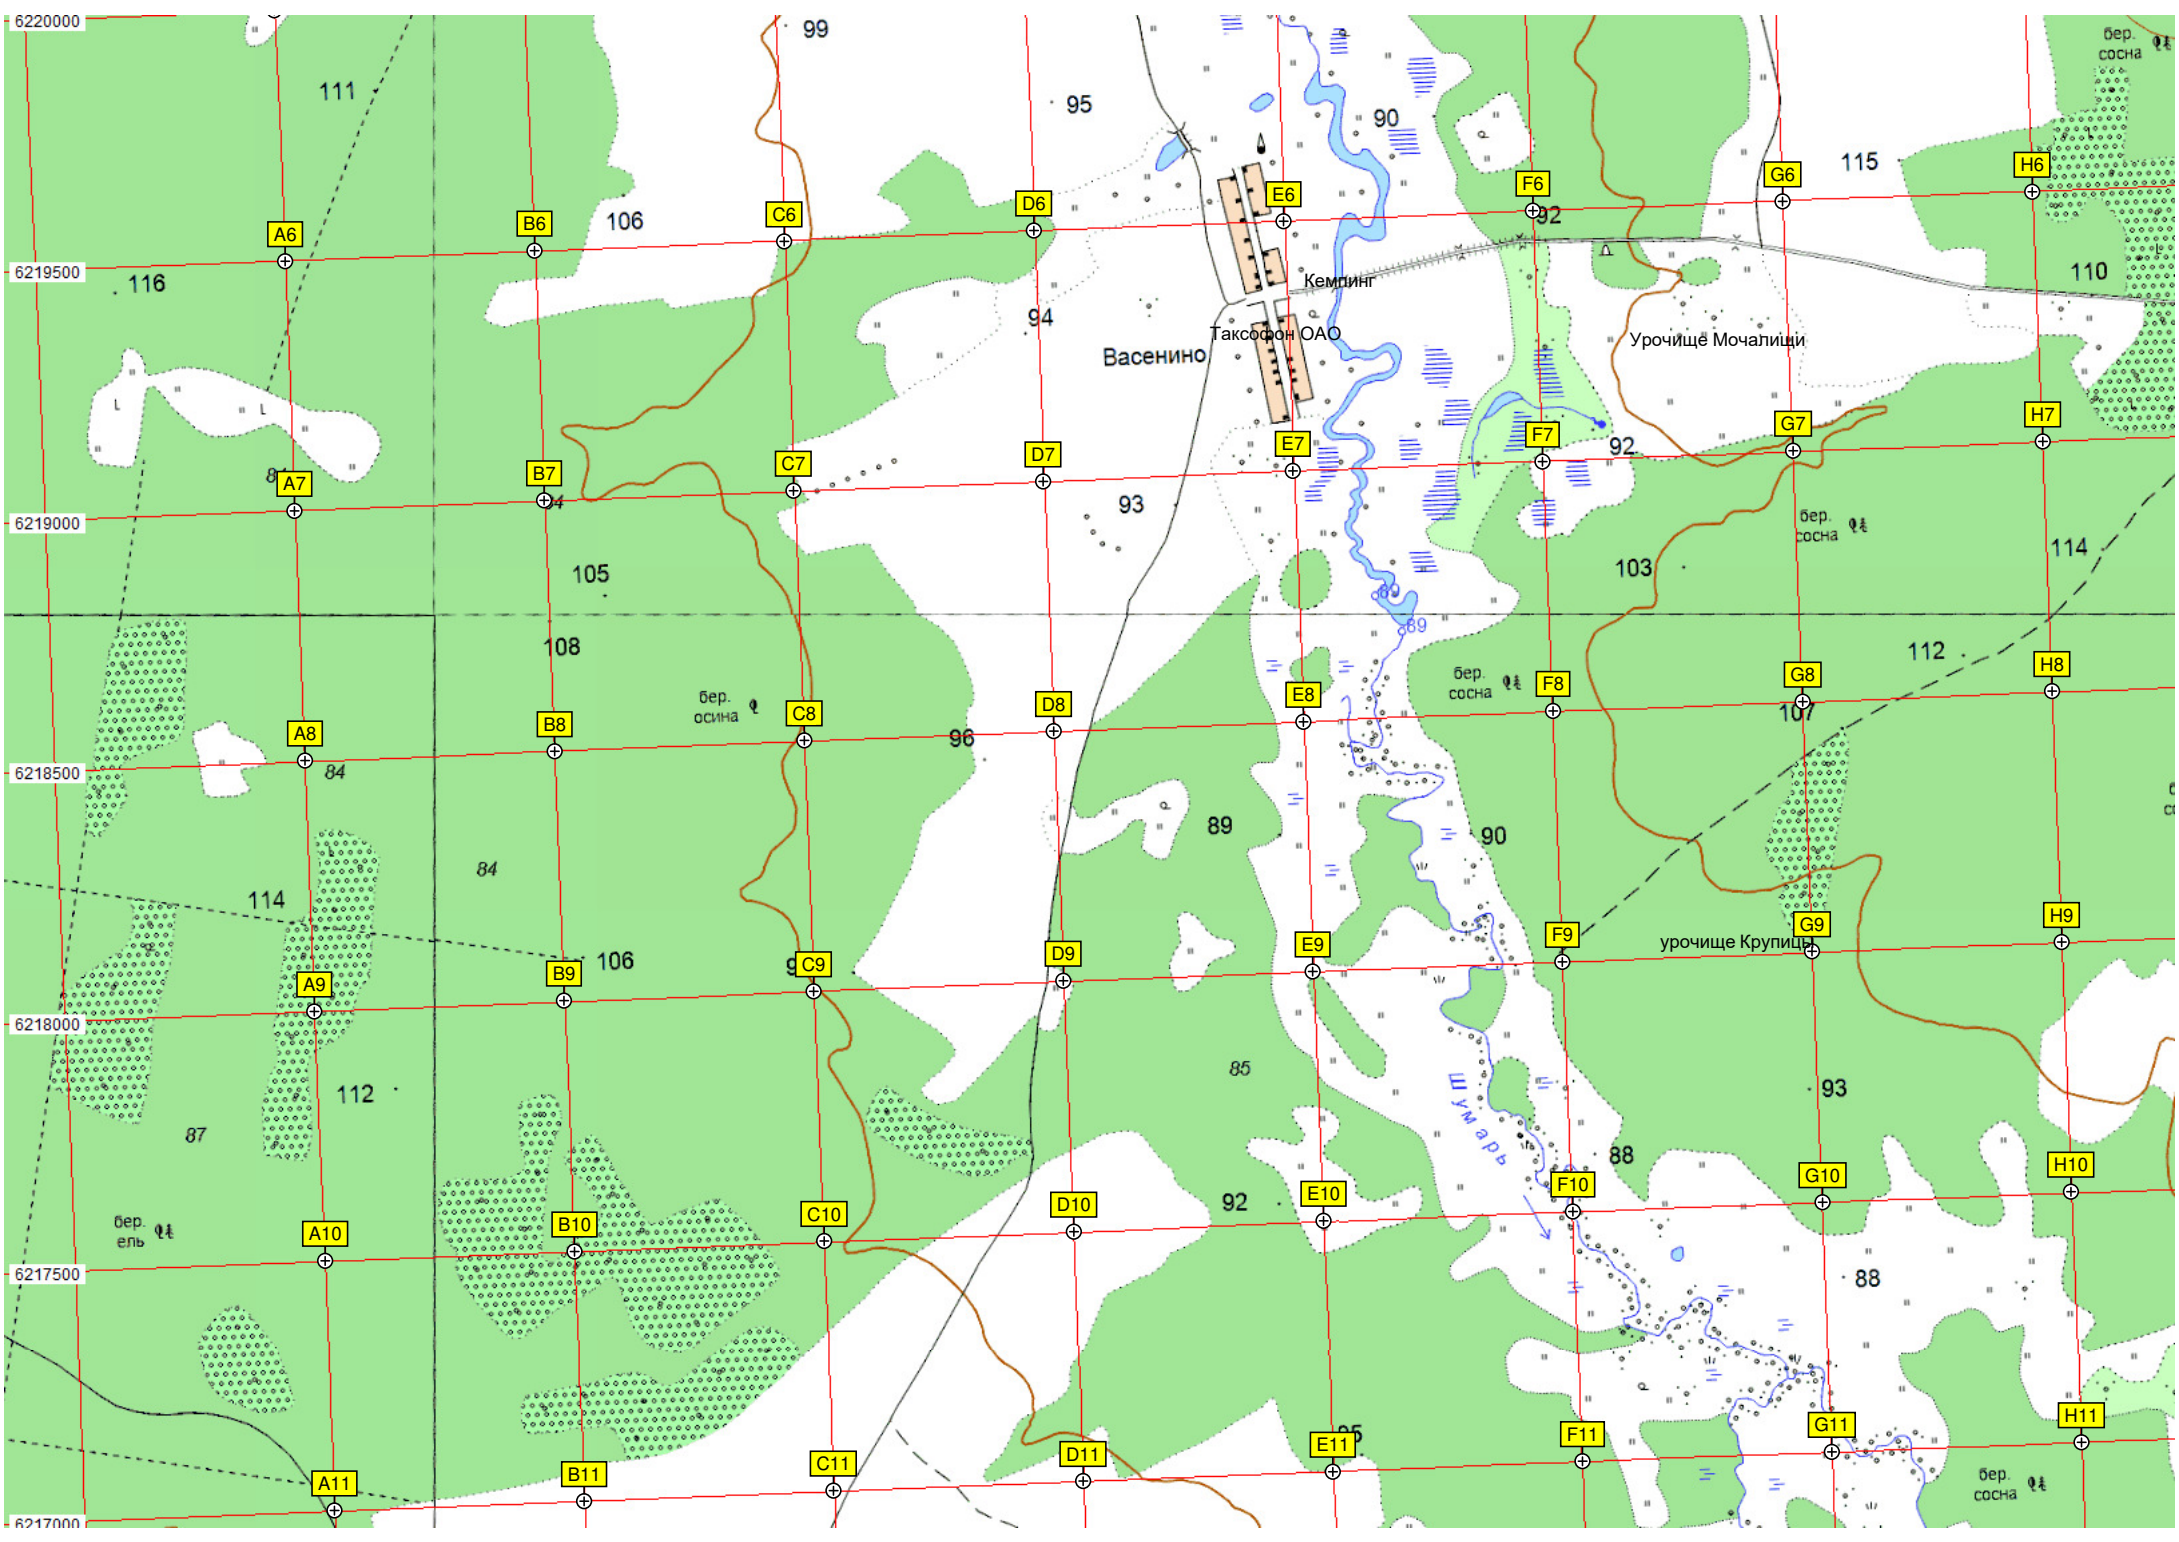 6220000
99
бер.
сосна
111
95
90
115
H6
G6
F6
92
E6
D6
C6
106
B6
A6
6219500
116
110
Кемпинг
94
Таксофон ОАО
Урочище Мочалищи
Васенино
H7
G7
F7
92
E7
D7
C7
B7
84
A7
84
93
6219000
бер.
сосна
114
103
105
89
89
108
112
H8
G8
107
бер.
сосна
F8
E8
D8
бер.
осина
C8
96
B8
A8
84
6218500
89
90
84
114
H9
G9
урочище Крупицы
F9
E9
D9
C9
106
B9
A9
6218000
85
Шумарь
93
112
87
88
H10
G10
F10
E10
92
D10
C10
B10
A10
бер.
ель
6217500
88
H11
G11
F11
95
E11
D11
C11
B11
A11
бер.
сосна
6217000